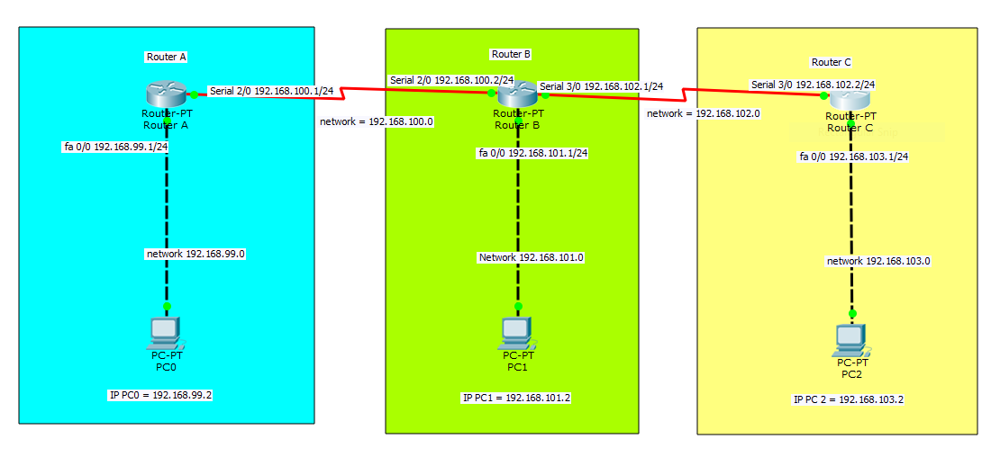 Router A
Serial 2/0 192.168.100.1/24
Router-PT
Router A
fa 0/0 192.168.99.1/24
network 192.168.99.0
PC-PT
PC0
IP PC0 = 192.168.99.2
network = 192.168.100.0
Router B
Serial 2/0 192.168.100.2/24
Serial 3/0 192.168.102.1/24
Router-PT
Router B
fa 0/0 192.168.101.1/24
Network 192.168.101.0
PC-PT
PC1
IP PC1 = 192.168.101.2
network = 192.168.102.0
Router C
Serial 3/0 192.168.102.2/24
Router-PT
Router C
fa 0/0 192.168.103.1/24
network 192.168.103.0
PC-PT
PC2
IP PC 2 = 192.168.103.2